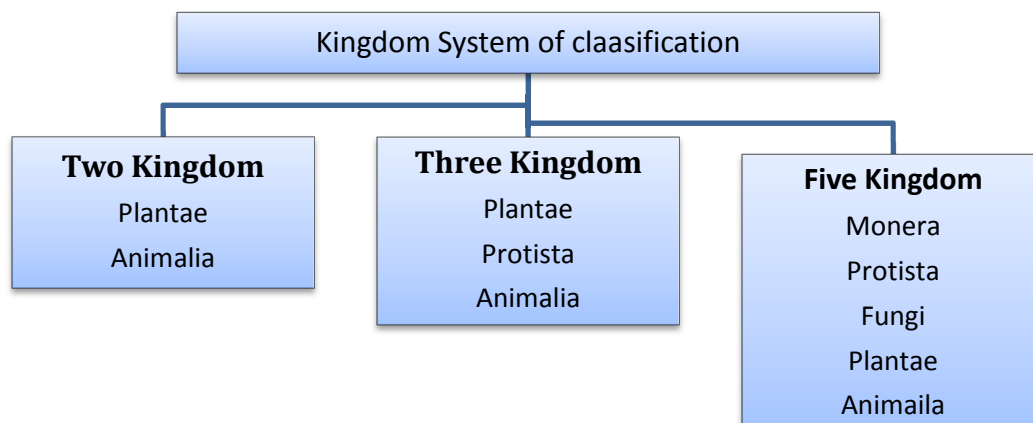 Kingdom System of claasification
Two Kingdom
Plantae
Animalia
Three Kingdom
Plantae
Protista
Animalia
Five Kingdom
Monera
Protista
Fungi
Plantae
Animaila